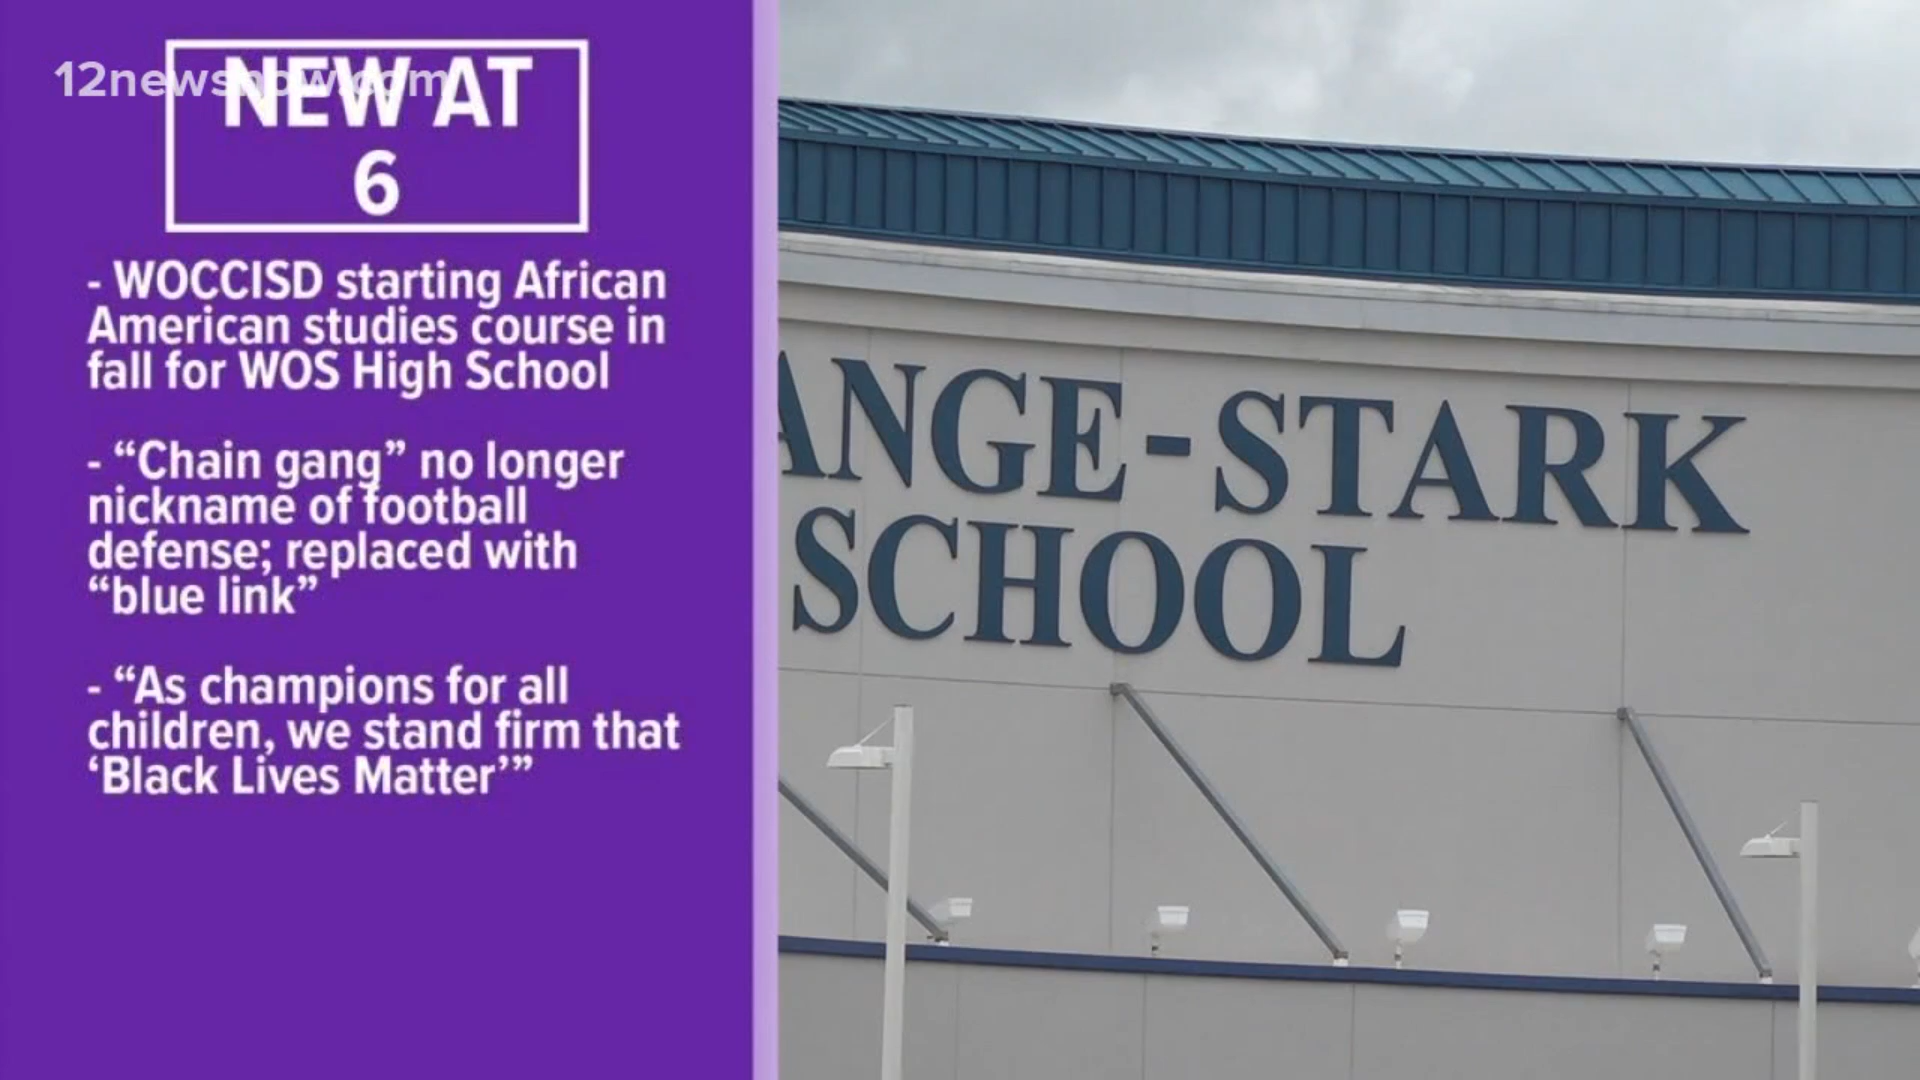 12newsnow.com
NEW AT
6
- WOCCISD starting African
American studies course in
fall for WOS High School
- “Chain gang” no longer
nickname of football
defense; replaced with
“blue link”
- “As champions for all
children, we stand firm that
‘Black Lives Matter’”
ANGE-STARK
SCHOOL